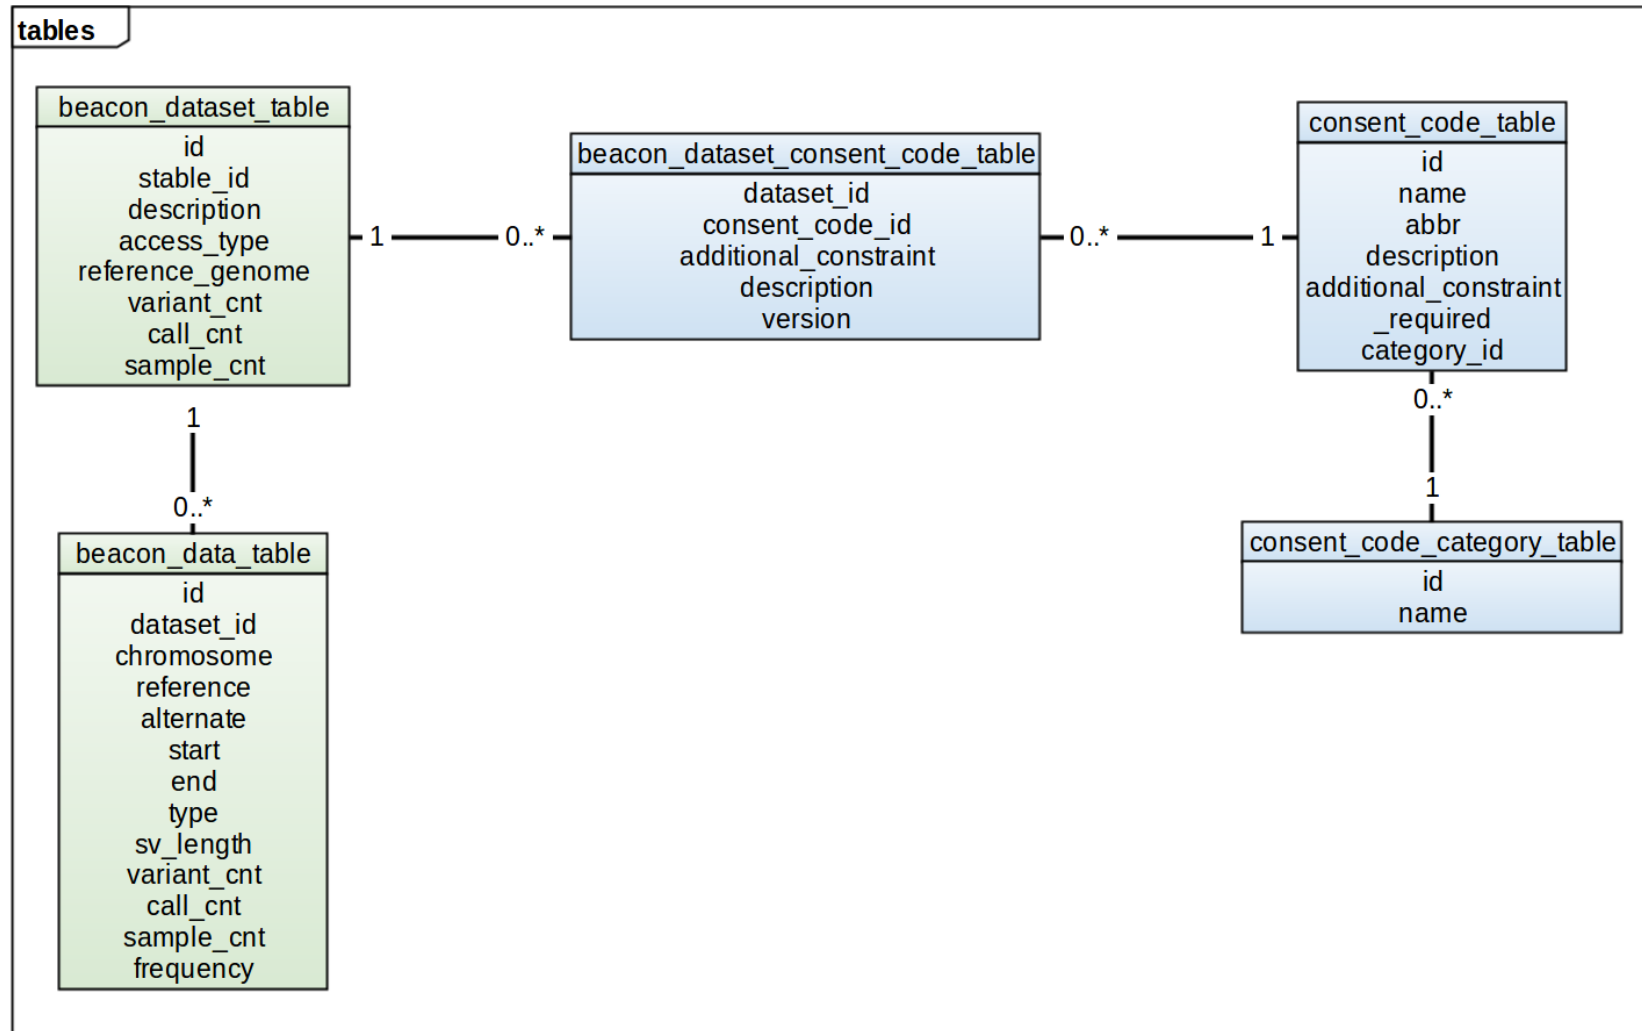 tables
beacon_dataset_table
id
stable_id
description
access_type
reference_genome
variant_cnt
call_cnt
sample_cnt
1
0..*
beacon_dataset_consent_code_table
dataset_id
consent_code_id
additional_constraint
description
version
0..*
1
consent_code_table
id
name
abbr
description
additional_constraint
_required
category_id
0..*
1
consent_code_category_table
id
name
1
0..*
beacon_data_table
id
dataset_id
chromosome
reference
alternate
start
end
type
sv_length
variant_cnt
call_cnt
sample_cnt
frequency